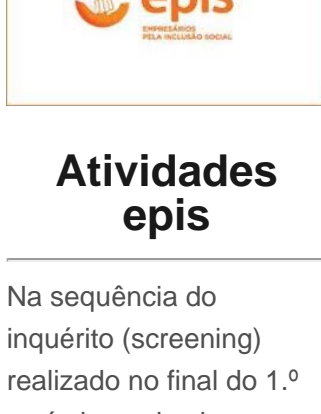 epis
EMPRESÁRIOS
PELA INCLUSÃO SOCIAL
Atividades
epis
Na sequência do
inquérito (screening)
realizado no final do 1.º